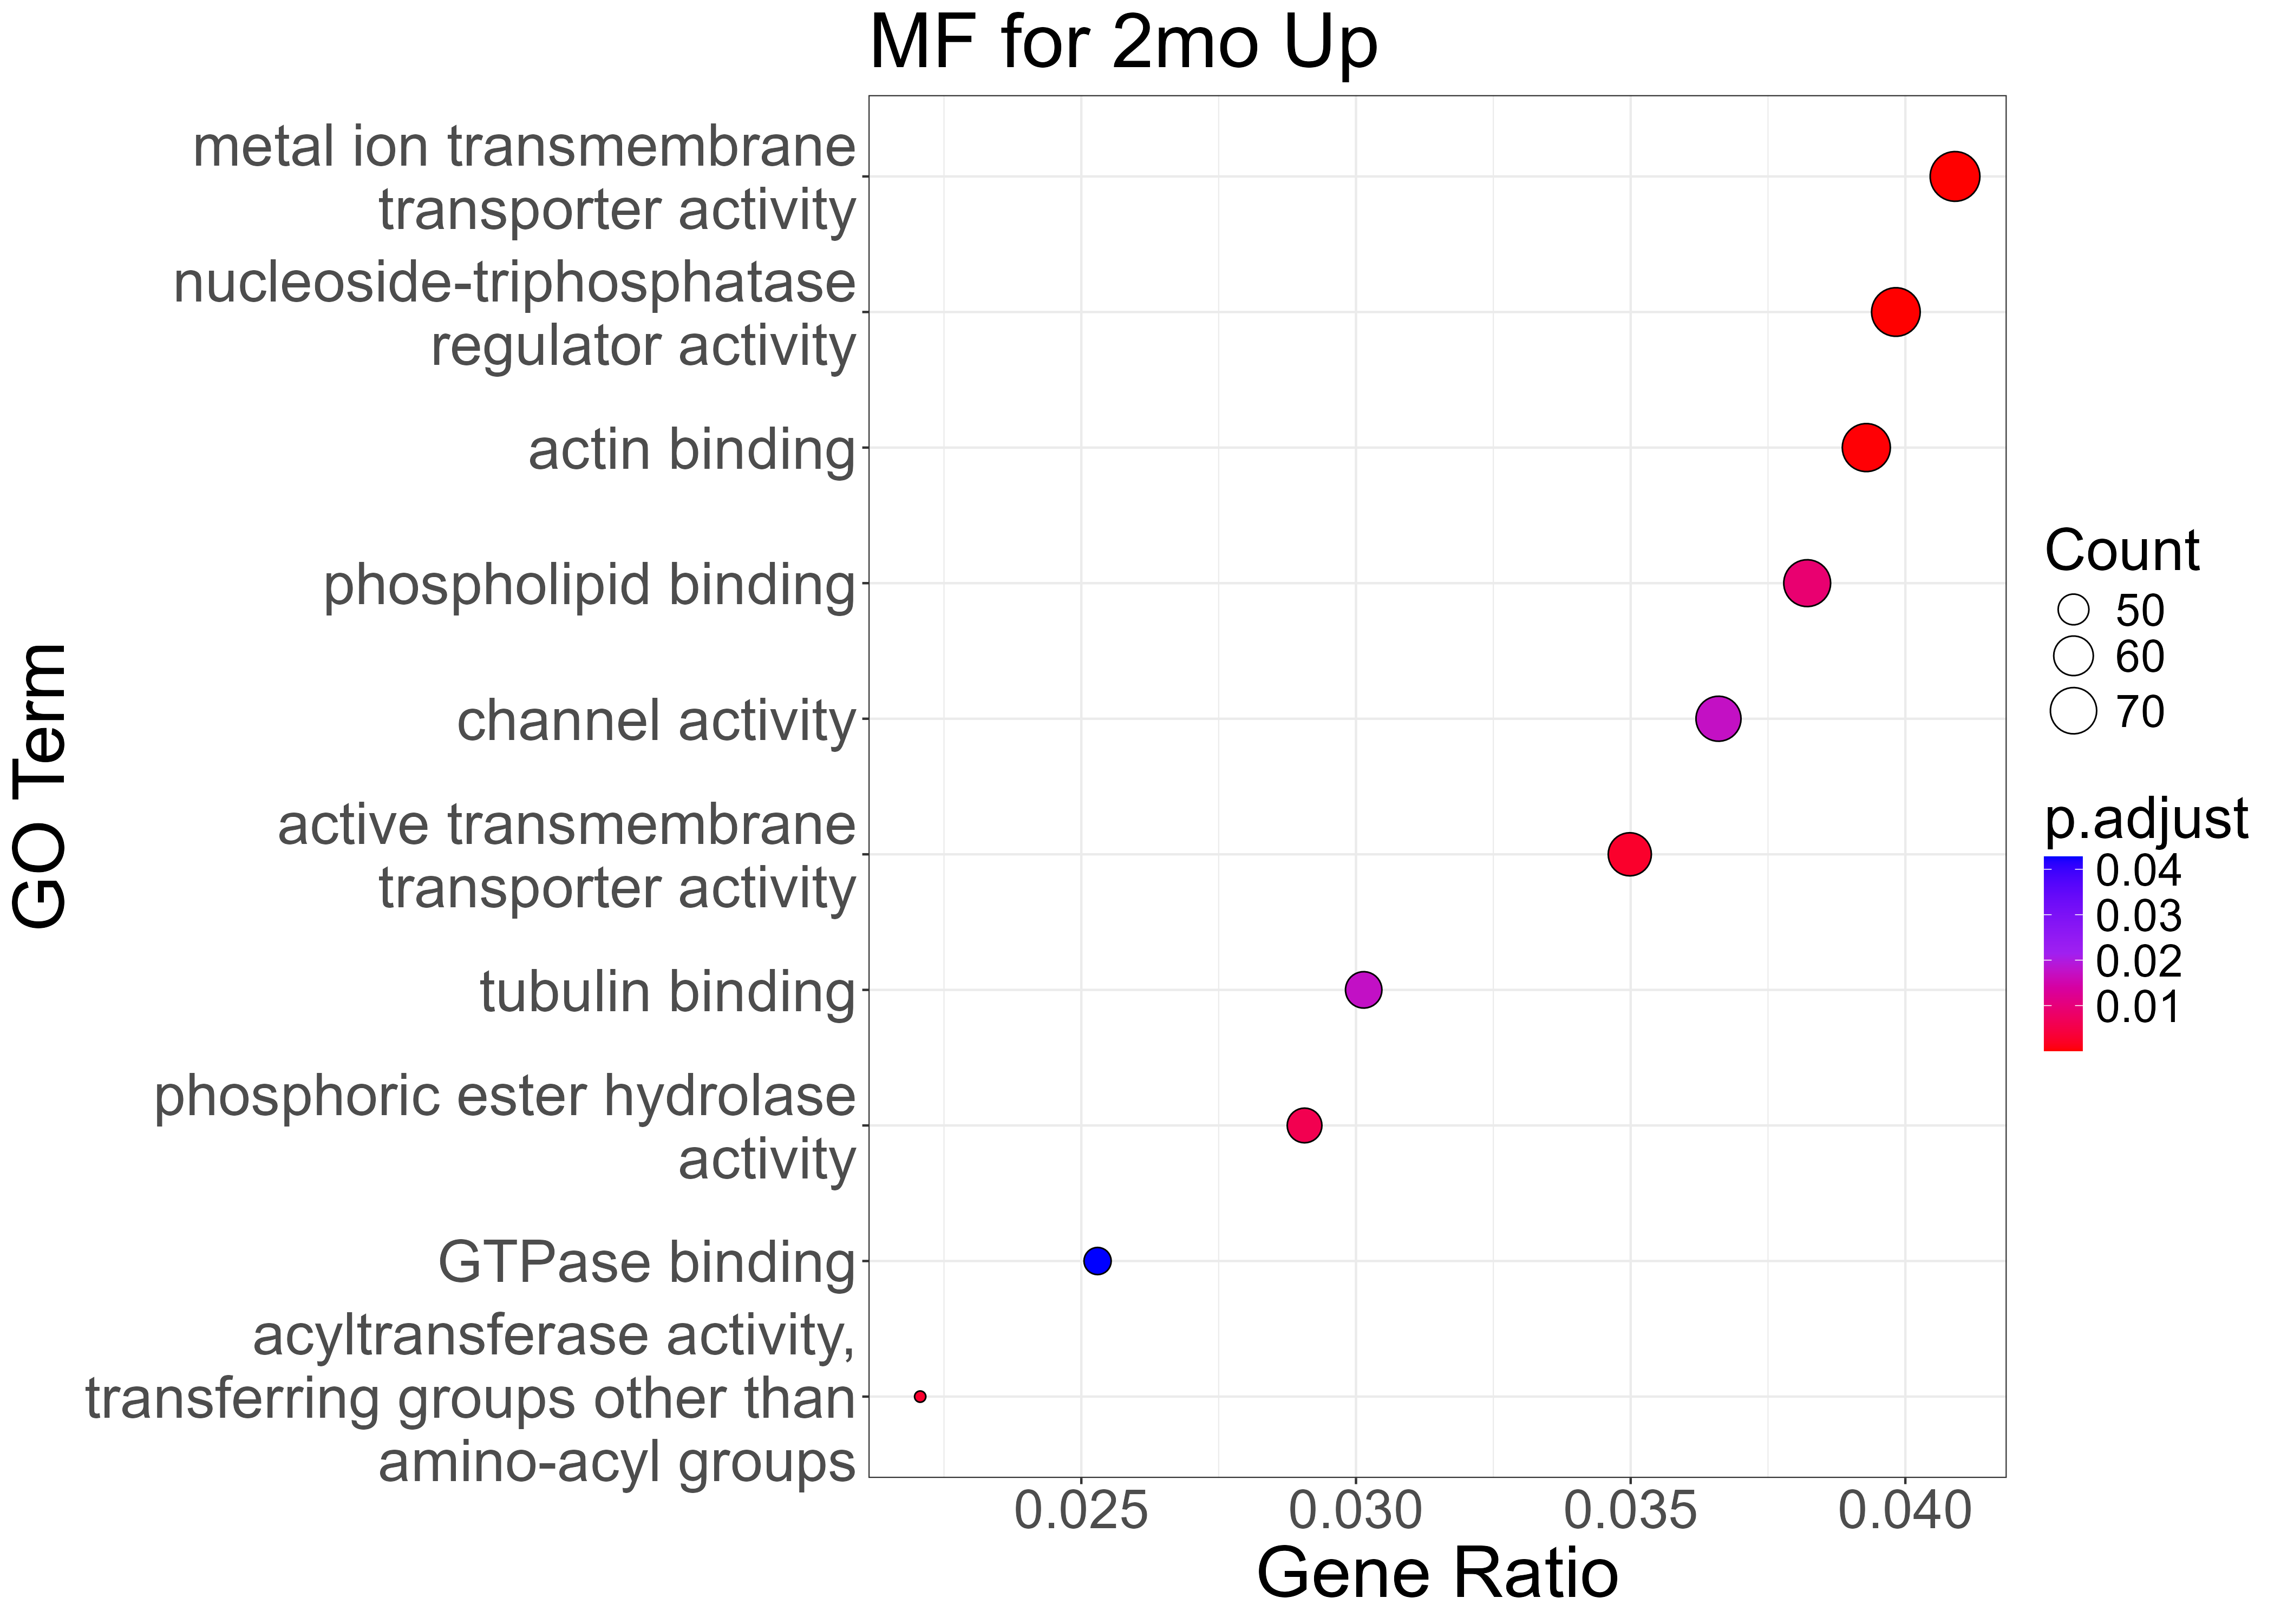 MF for 2mo Up
metal ion transmembrane
transporter activity
nucleoside-triphosphatase
regulator activity
actin binding
phospholipid binding
channel activity
active transmembrane
transporter activity
tubulin binding
phosphoric ester hydrolase
activity
GTPase binding
acyltransferase activity,
transferring groups other than
amino-acyl groups
GO Term
0.025 0.030 0.035 0.040
Gene Ratio
Count
50
60
70
p.adjust
0.04
0.03
0.02
0.01